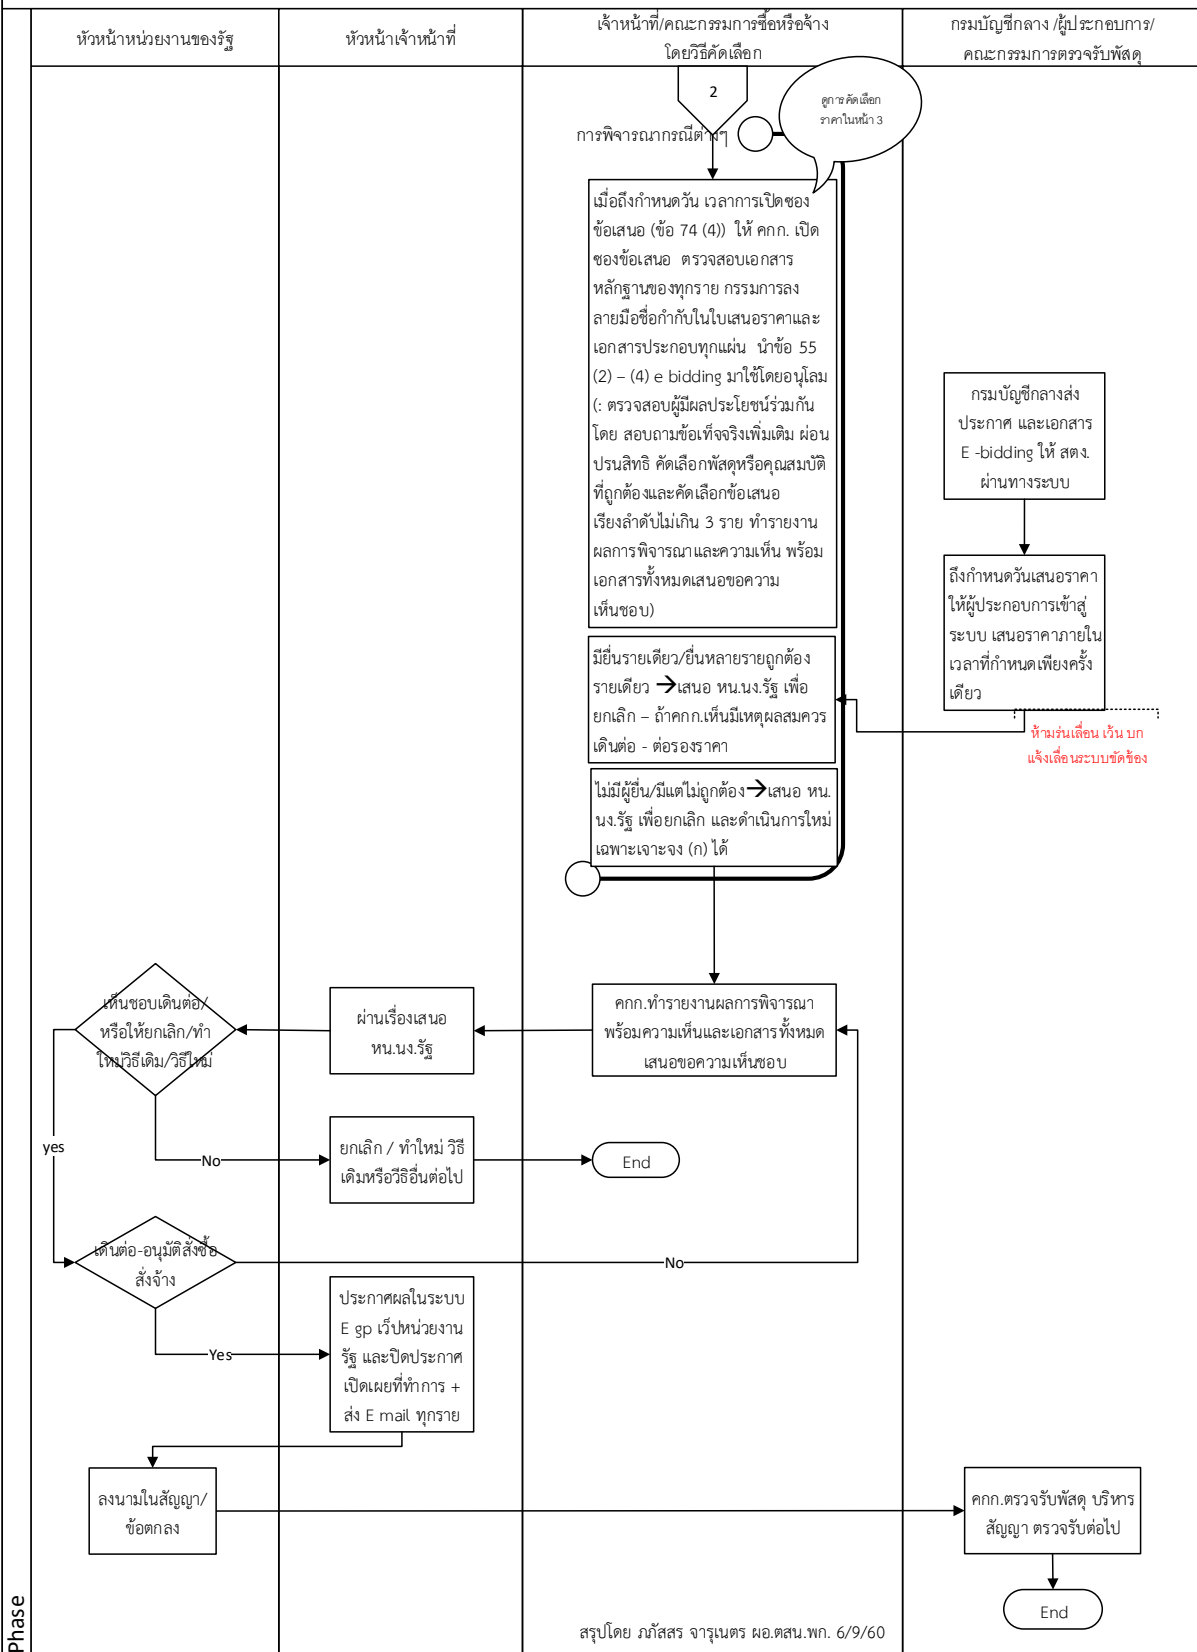 หัวหน้าหน่วยงานของรัฐ
หัวหน้าเจ้าหน้าที่
เจ้าหน้าที่/คณะกรรมการซื้อหรือจ้าง
โดยวิธีคัดเลือก
กรมบัญชีกลาง /ผู้ประกอบการ/
คณะกรรมการตรวจรับพัสดุ
2
ดูการคัดเลือก
ราคาในหน้า 3
การพิจารณากรณีต่างๆ
เมื่อถึงกำหนดวัน เวลาการเปิดซอง
ข้อเสนอ (ข้อ 74 (4)) ให้ คกก. เปิด
ซองข้อเสนอ ตรวจสอบเอกสาร
หลักฐานของทุกราย กรรมการลง
ลายมือชื่อกำกับในใบเสนอราคาและ
เอกสารประกอบทุกแผ่น นำข้อ 55
(2) – (4) e bidding มาใช้โดยอนุโลม
(: ตรวจสอบผู้มีผลประโยชน์ร่วมกัน
โดย สอบถามข้อเท็จจริงเพิ่มเติม ผ่อน
ปรนสิทธิ คัดเลือกพัสดุหรือคุณสมบัติ
ที่ถูกต้องและคัดเลือกข้อเสนอ
เรียงลำดับไม่เกิน 3 ราย ทำรายงาน
ผลการพิจารณาและความเห็น พร้อม
เอกสารทั้งหมดเสนอขอความ
เห็นชอบ)
กรมบัญชีกลางส่ง
ประกาศ และเอกสาร
E -bidding ให้ สตง.
ผ่านทางระบบ
ถึงกำหนดวันเสนอราคา
ให้ผู้ประกอบการเข้าสู่
ระบบ เสนอราคาภายใน
เวลาที่กำหนดเพียงครั้ง
เดียว
ห้ามร่นเลื่อน เว้น บก
แจ้งเลื่อนระบบขัดข้อง
มียื่นรายเดียว/ยื่นหลายรายถูกต้อง
รายเดียว →เสนอ หน.นง.รัฐ เพื่อ
ยกเลิก – ถ้าคกก.เห็นมีเหตุผลสมควร
เดินต่อ - ต่อรองราคา
ไม่มีผู้ยื่น/มีแต่ไม่ถูกต้อง→เสนอ หน.
นง.รัฐ เพื่อยกเลิก และดำเนินการใหม่
เฉพาะเจาะจง (ก) ได้
เห็นชอบเดินต่อ/
หรือให้ยกเลิก/ทำ
ใหม่วิธีเดิม/วิธีใหม่
ผ่านเรื่องเสนอ
หน.นง.รัฐ
คกก.ทำรายงานผลการพิจารณา
พร้อมความเห็นและเอกสารทั้งหมด
เสนอขอความเห็นชอบ
yes
No
ยกเลิก / ทำใหม่ วิธี
เดิมหรือวีธิอื่นต่อไป
End
เดินต่อ-อนุมัติสั่งซื้อ
สั่งจ้าง
No
Yes
ประกาศผลในระบบ
E gp เว็ปหน่วยงาน
รัฐ และปิดประกาศ
เปิดเผยที่ทำการ +
ส่ง E mail ทุกราย
ลงนามในสัญญา/
ข้อตกลง
คกก.ตรวจรับพัสดุ บริหาร
สัญญา ตรวจรับต่อไป
End
Phase
สรุปโดย ภภัสสร จารุเนตร ผอ.ตสน.พก. 6/9/60